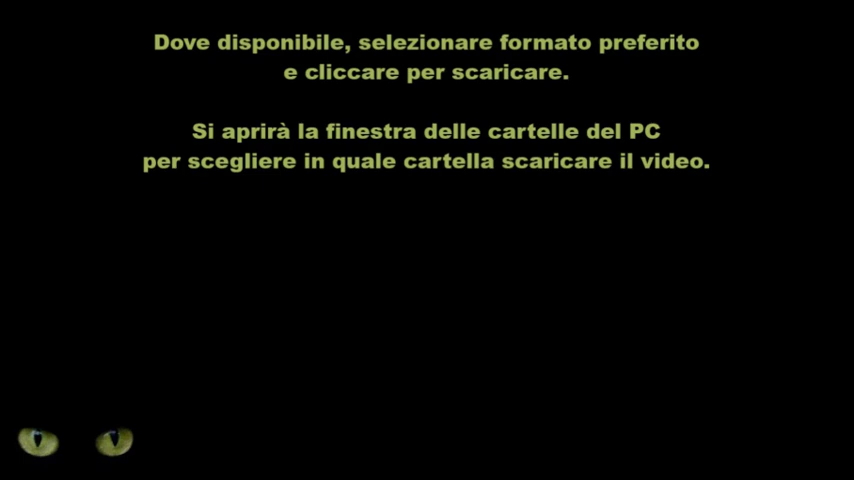 Dove disponibile, selezionare formato preferito
e cliccare per scaricare.
Si aprirà la finestra delle cartelle del PC
per scegliere in quale cartella scaricare il video.